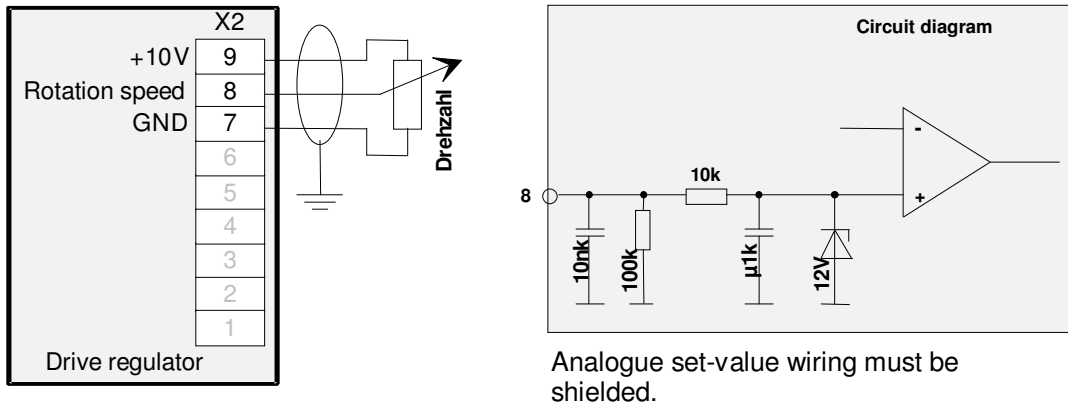 X2
+10V 9
Rotation speed 8
GND 7
6
5
4
3
2
1
Drive regulator
Drehzahl
Circuit diagram
8
10nk
100k
10k
µ1k
12V
-
+
Analogue set-value wiring must be
shielded.